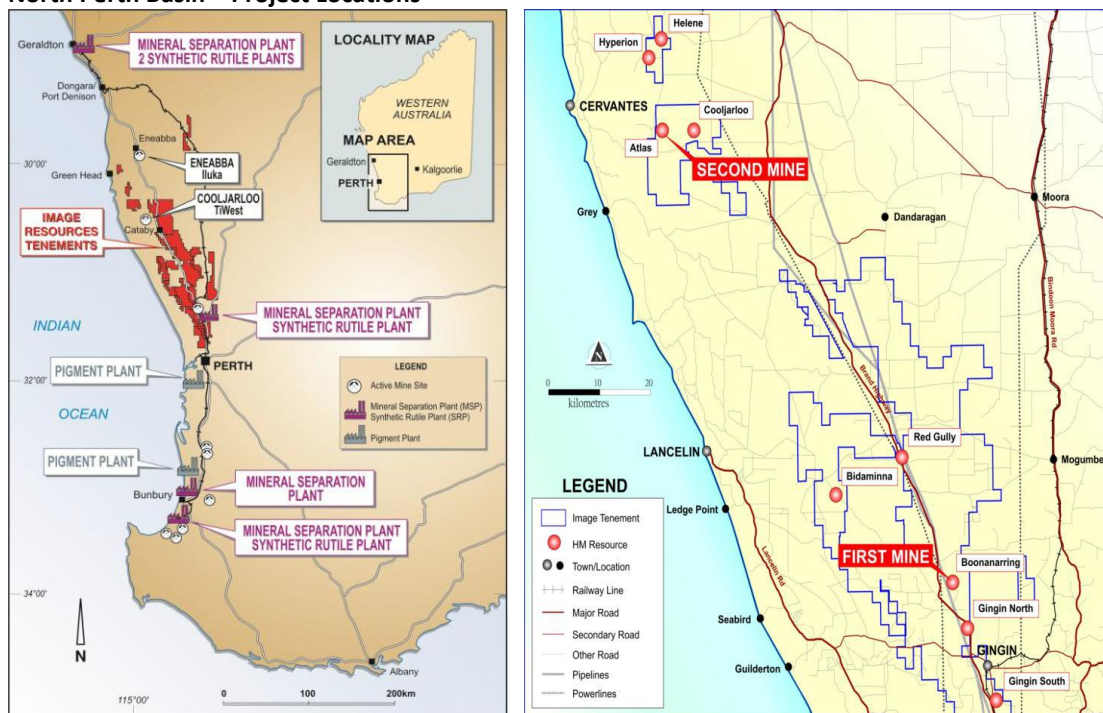 North Perth Basin – Project Locations
Geraldton
MINERAL SEPARATION PLANT
2 SYNTHETIC RUTILE PLANTS
Dongara/
Port Denison
LOCALITY MAP
WESTERN
AUSTRALIA
MAP AREA
Geraldton
Kalgoorlie
PERTH
Eneabba
30°00'
ENEABBA
Iluka
Green Head
COOLJARLOO
TiWest
Cataby
IMAGE
RESOURCES
TENEMENTS
INDIAN
MINERAL SEPARATION PLANT
SYNTHETIC RUTILE PLANT
PERTH
PIGMENT PLANT
32°00'
LEGEND
Active Mine Site
Mineral Separation Plant (MSP)
Synthetic Rutile Plant (SRP)
Pigment Plant
OCEAN
PIGMENT PLANT
MINERAL SEPARATION
PLANT
Bunbury
MINERAL SEPARATION PLANT
SYNTHETIC RUTILE PLANT
34°00'
N
Albany
0 100 200km
115°00'
Helene
Hyperion
CERVANTES
Cooljarloo
Atlas
SECOND MINE
Moora
Grey
Dandaragan
Bindoon Moora Rd
N
0 10 20
kilometres
Brand Highway
Red Gully
LANCELIN
Mogumber
Bidaminna
LEGEND
Image Tenement
HM Resource
Town/Location
Railway Line
Major Road
Secondary Road
Other Road
Pipelines
Powerlines
Ledge Point
FIRST MINE
Boonanarring
Lancelin Rd
Gingin North
Seabird
GINGIN
Guilderton
Gingin South